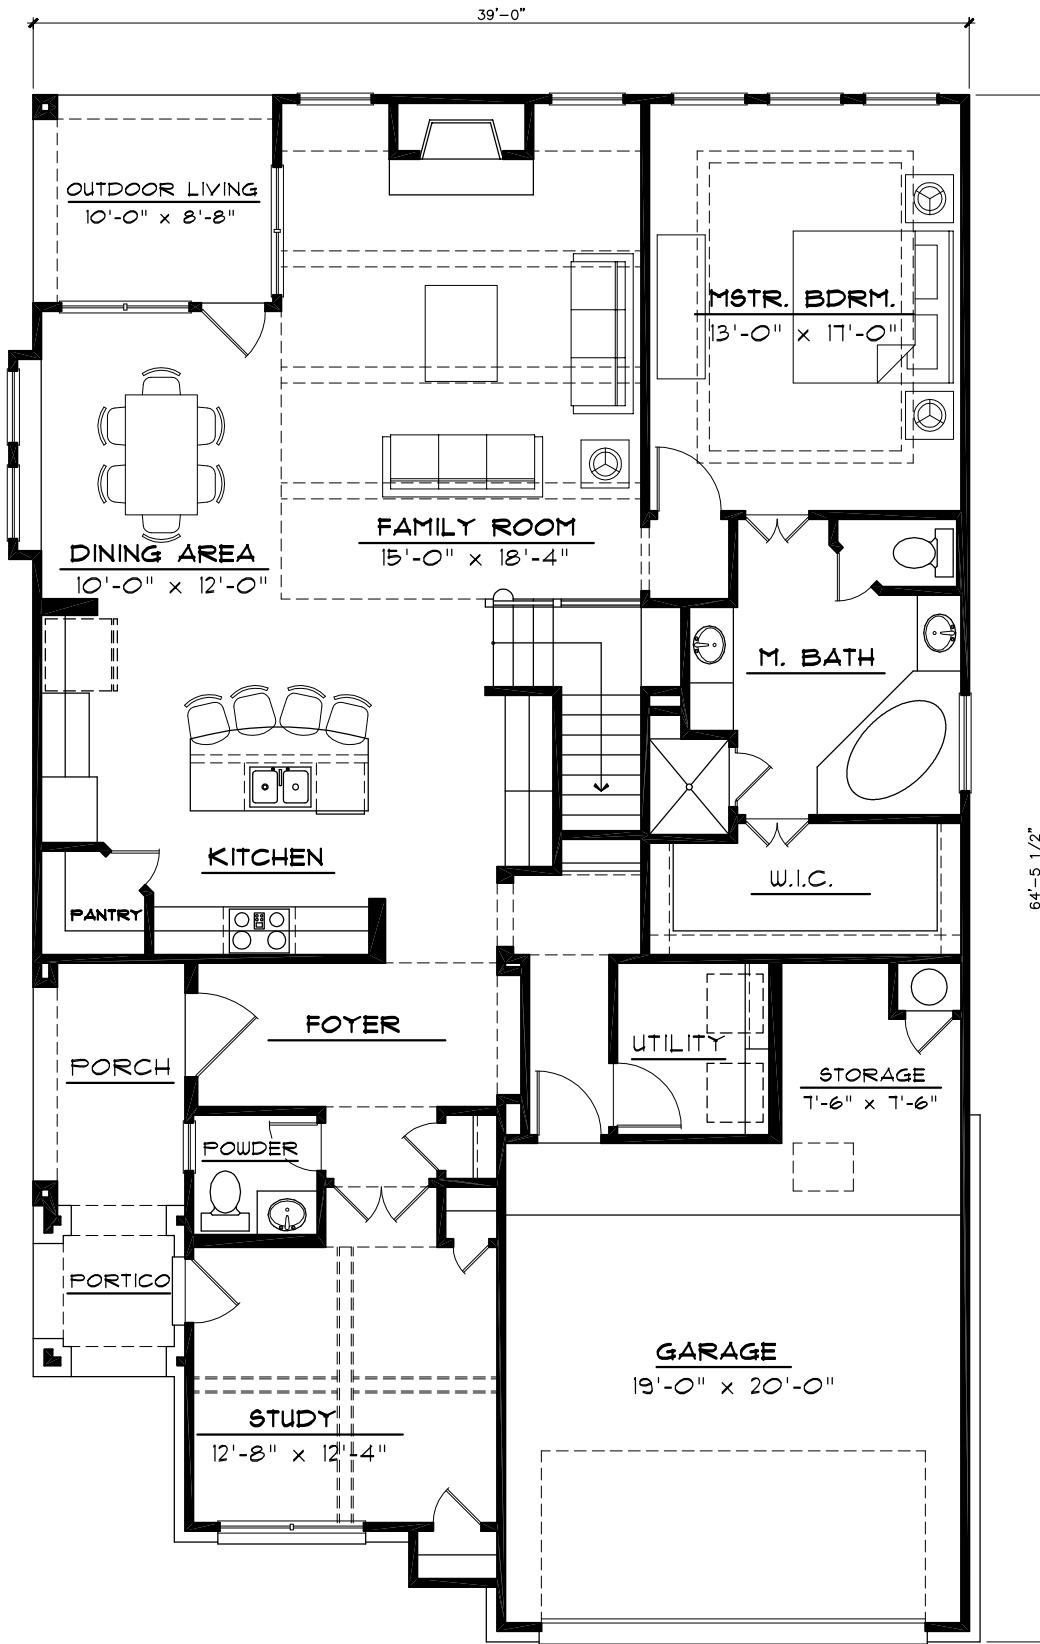 39'-0"
OUTDOOR LIVING
10'-0" x 8'-8"
MSTR. BDRM.
13'-0" x 17'-0"
FAMILY ROOM
15'-0" x 18'-4"
DINING AREA
10'-0" x 12'-0"
M. BATH
64'-5 1/2"
KITCHEN
W.I.C.
PANTRY
FOYER
UTILITY
PORCH
STORAGE
7'-6" x 7'-6"
POWDER
PORTICO
GARAGE
19'-0" x 20'-0"
STUDY
12'-8" x 12'-4"